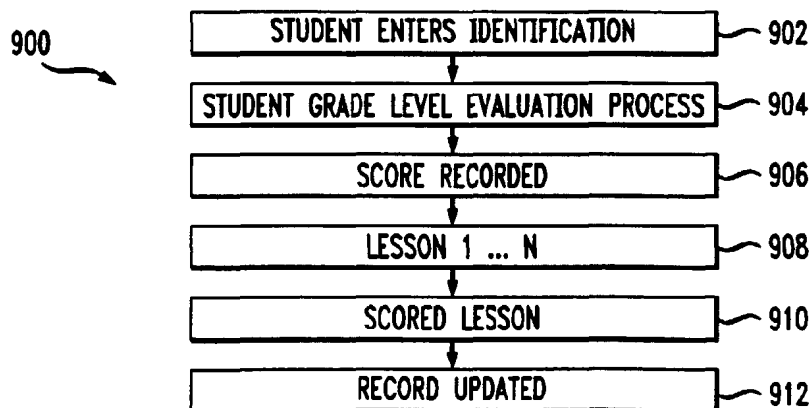 900
STUDENT ENTERS IDENTIFICATION 902
STUDENT GRADE LEVEL EVALUATION PROCESS 904
SCORE RECORDED 906
LESSON 1 ... N 908
SCORED LESSON 910
RECORD UPDATED 912